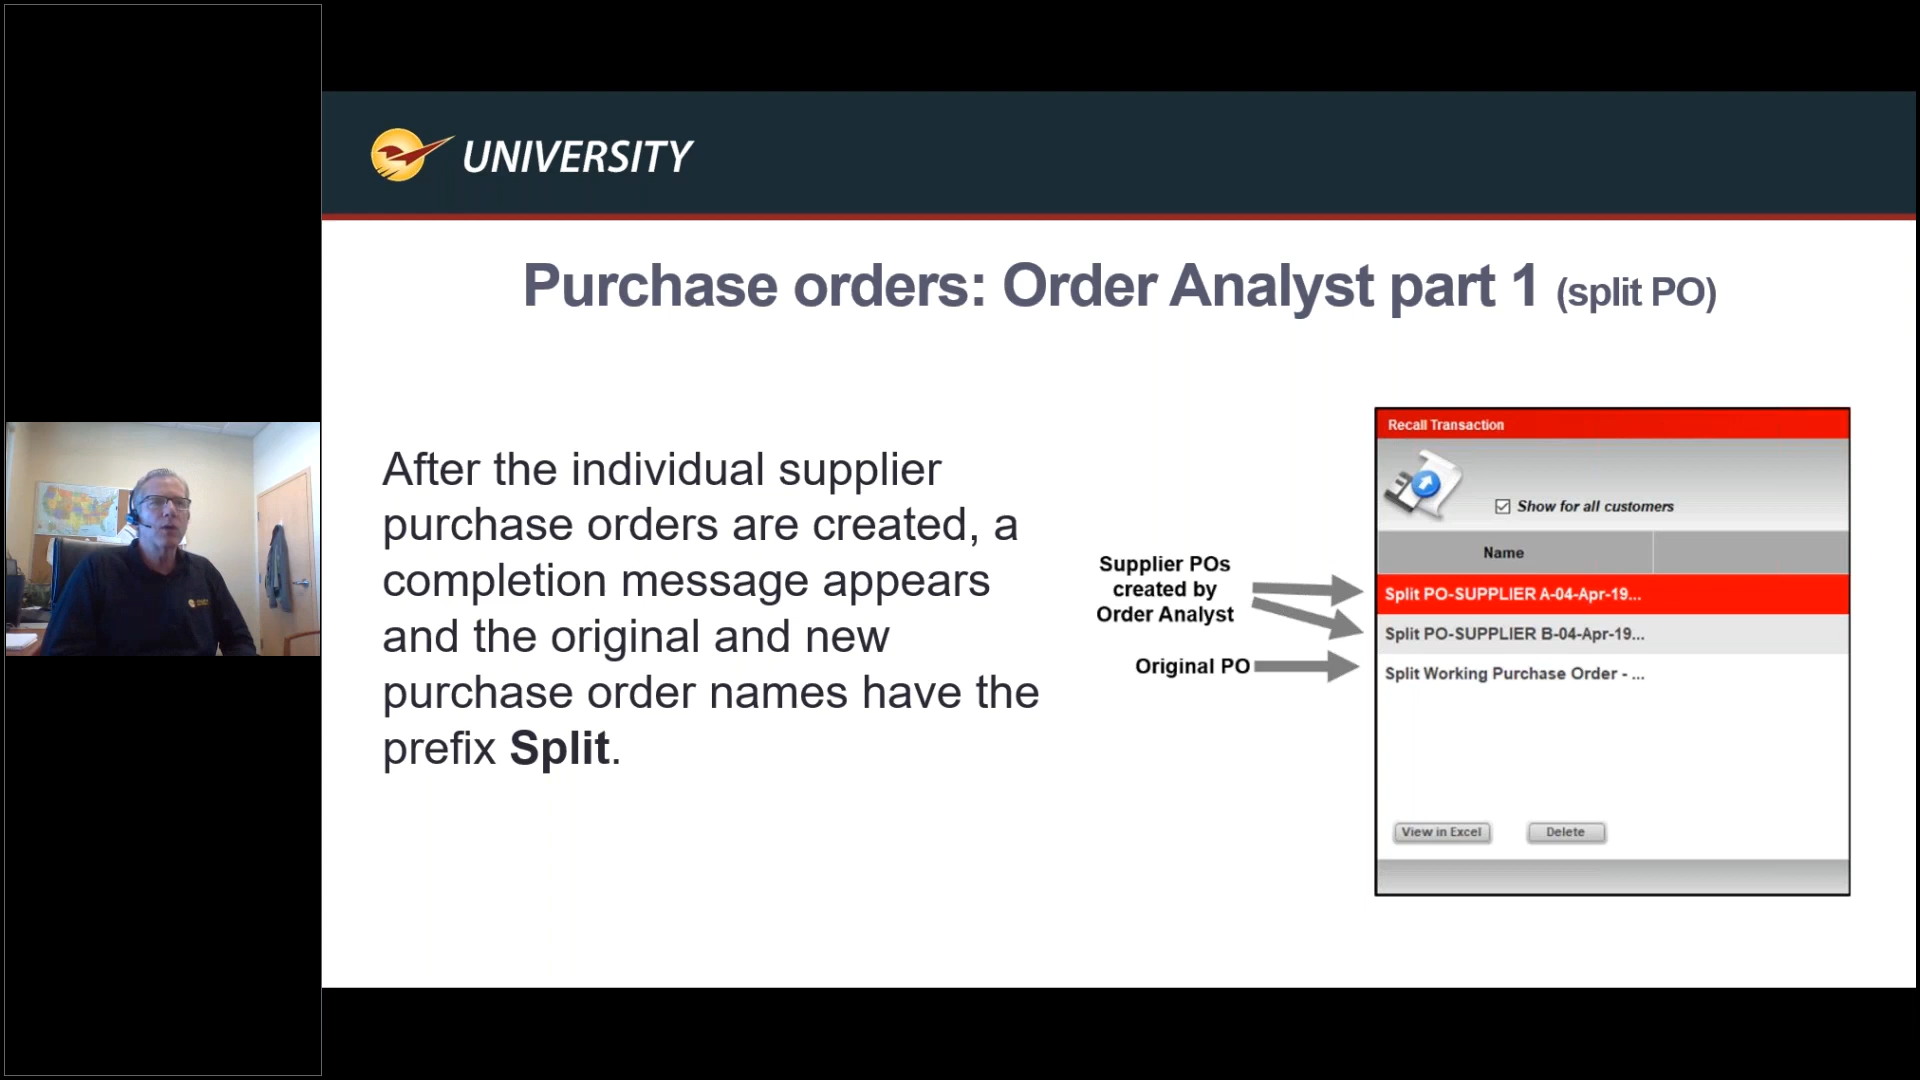 UNIVERSITY
Purchase orders: Order Analyst part 1 (split PO)
After the individual supplier
purchase orders are created, a
completion message appears
and the original and new
purchase order names have the
prefix Split.
Supplier POs
created by
Order Analyst
Original PO
Recall Transaction
Show for all customers
Name
Split PO-SUPPLIER A-04-Apr-19...
Split PO-SUPPLIER B-04-Apr-19...
Split Working Purchase Order - ...
View in Excel
Delete